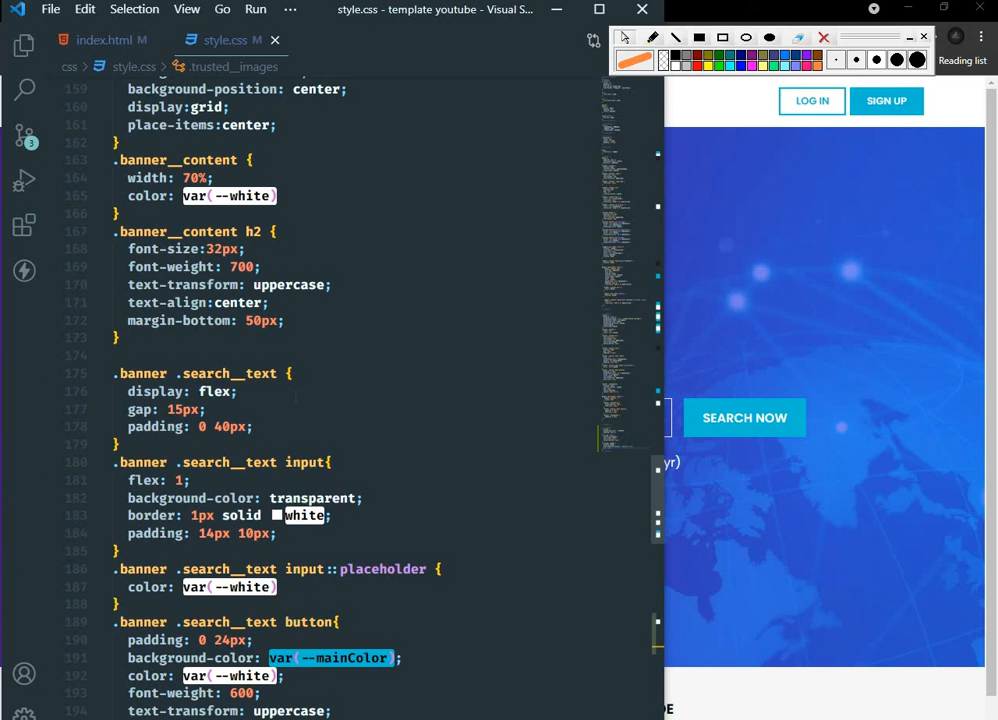 File Edit Selection View Go Run ··· style.css - template youtube - Visual S...
index.html M style.css M
css > style.css > .trusted__images
Reading list
LOG IN SIGN UP
159 background-position: center;
160 display:grid;
161 place-items:center;
162 }
163 .banner__content {
164 width: 70%;
165 color: var(--white)
166 }
167 .banner__content h2 {
168 font-size:32px;
169 font-weight: 700;
170 text-transform: uppercase;
171 text-align:center;
172 margin-bottom: 50px;
173 }
174
175 .banner .search__text {
176 display: flex;
177 gap: 15px;
178 padding: 0 40px;
179 }
180 .banner .search__text input{
181 flex: 1;
182 background-color: transparent;
183 border: 1px solid white;
184 padding: 14px 10px;
185 }
186 .banner .search__text input::placeholder {
187 color: var(--white)
188 }
189 .banner .search__text button{
190 padding: 0 24px;
191 background-color: var(--mainColor);
192 color: var(--white);
193 font-weight: 600;
194 text-transform: uppercase;
3
SEARCH NOW
yr)
DE